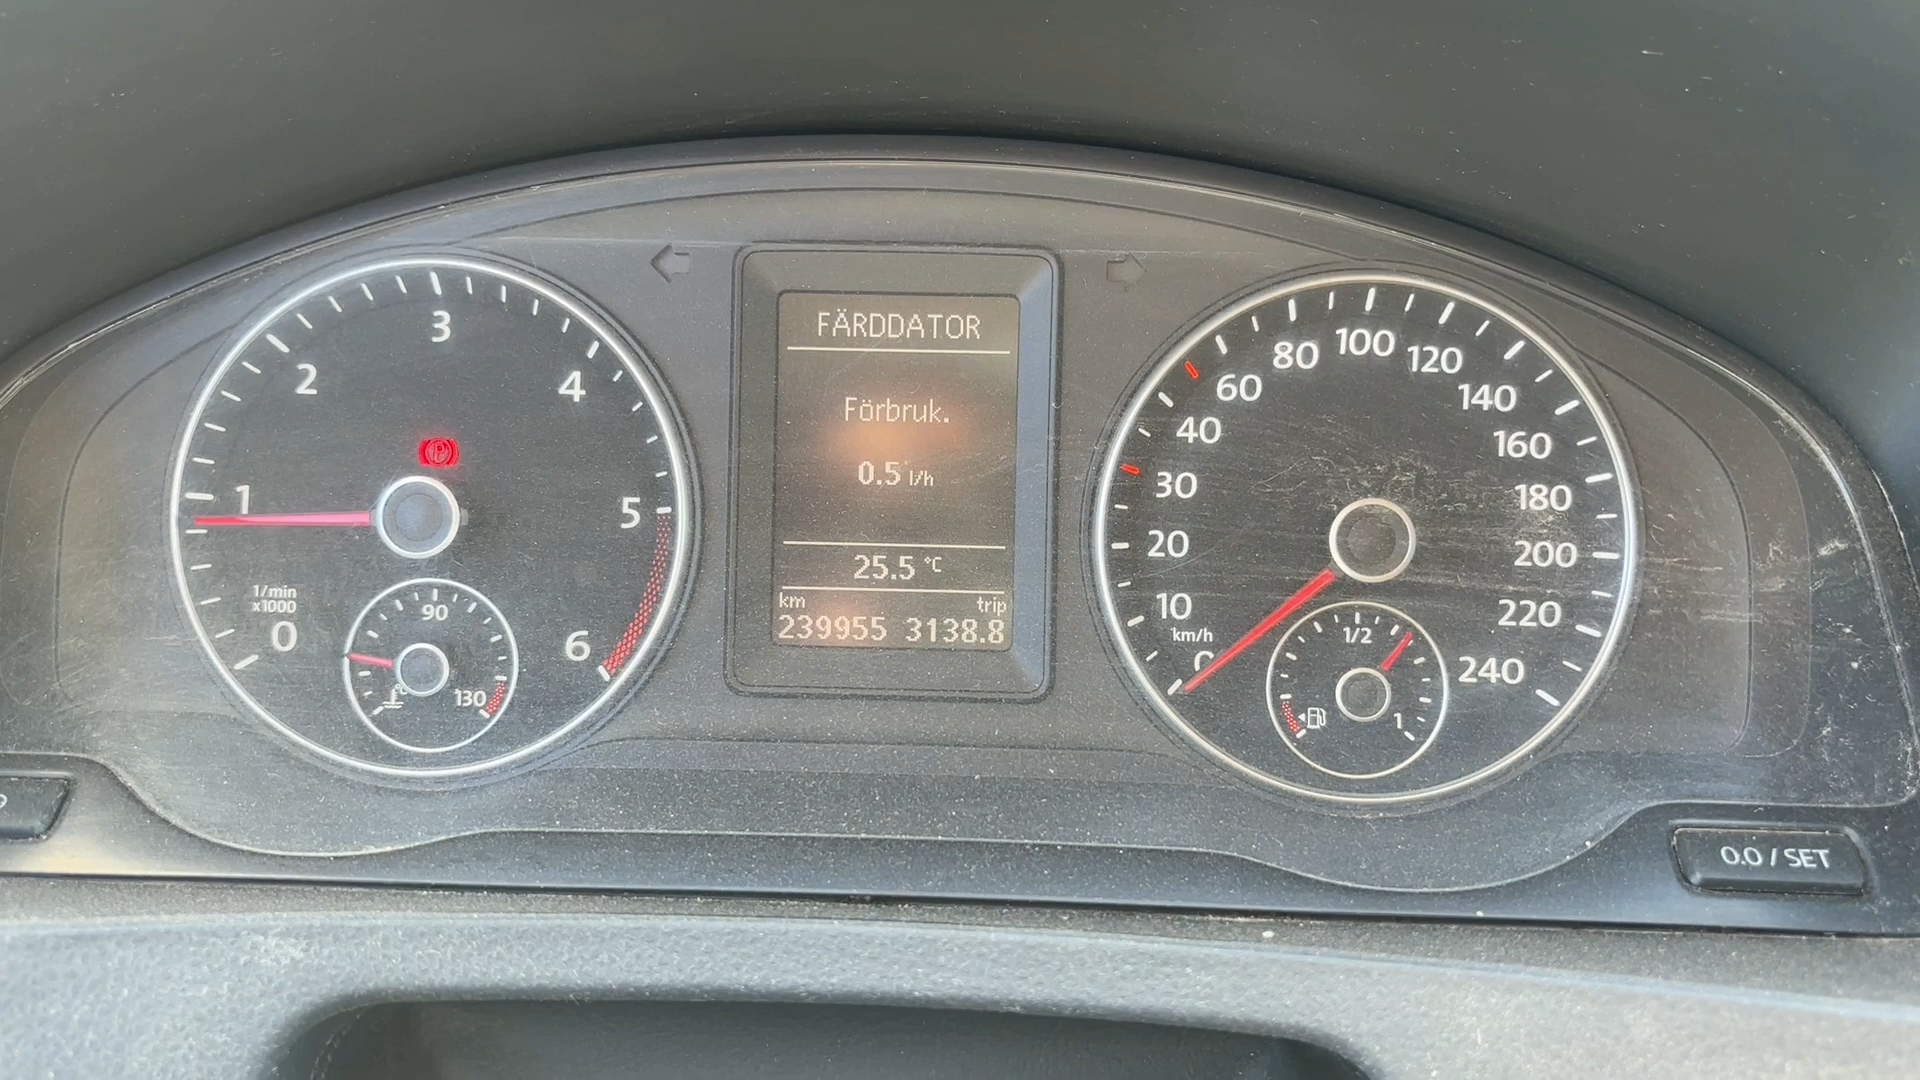 FÄRDDATOR
Förbruk.
0.5 l/h
25.5 °C
km trip
239955 3138.8
0 1 2 3 4 5 6
1/min
x1000
P
90
°C
130
0 10 20 30 40 60 80 100 120 140 160 180 200 220 240
km/h
1/2
1
0.0 / SET